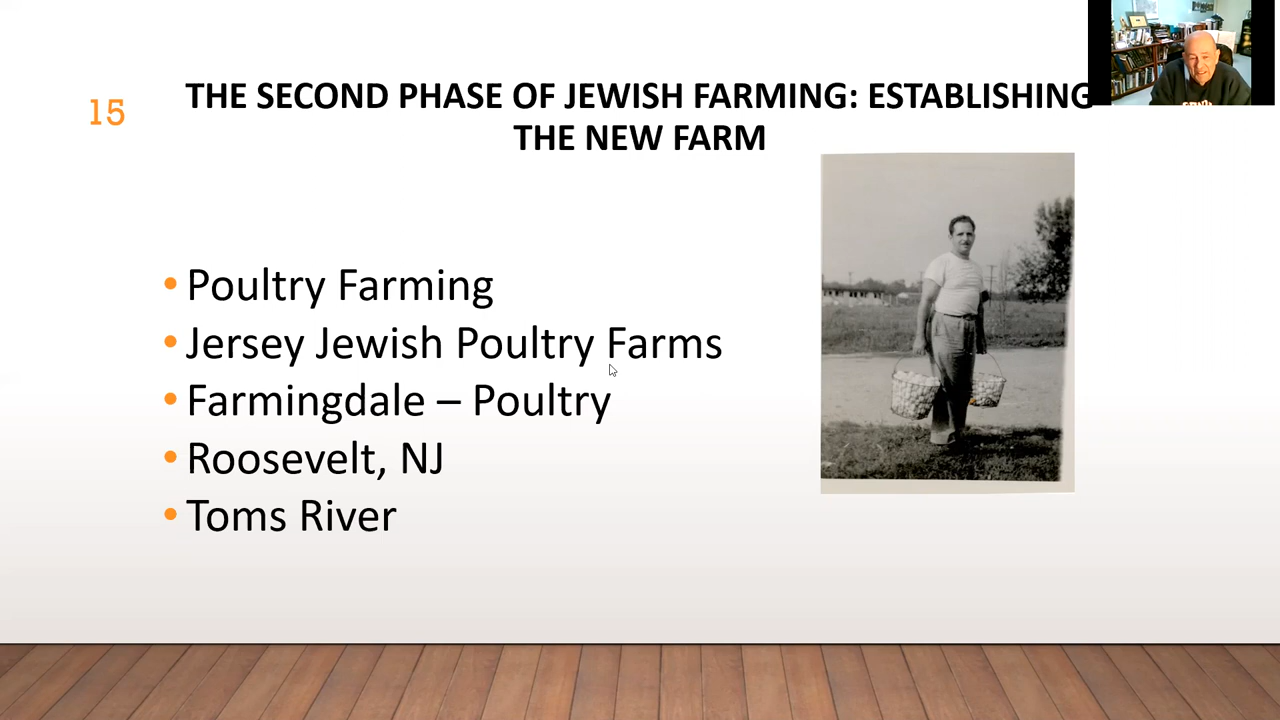 15
THE SECOND PHASE OF JEWISH FARMING: ESTABLISHING
THE NEW FARM
• Poultry Farming
• Jersey Jewish Poultry Farms
• Farmingdale – Poultry
• Roosevelt, NJ
• Toms River